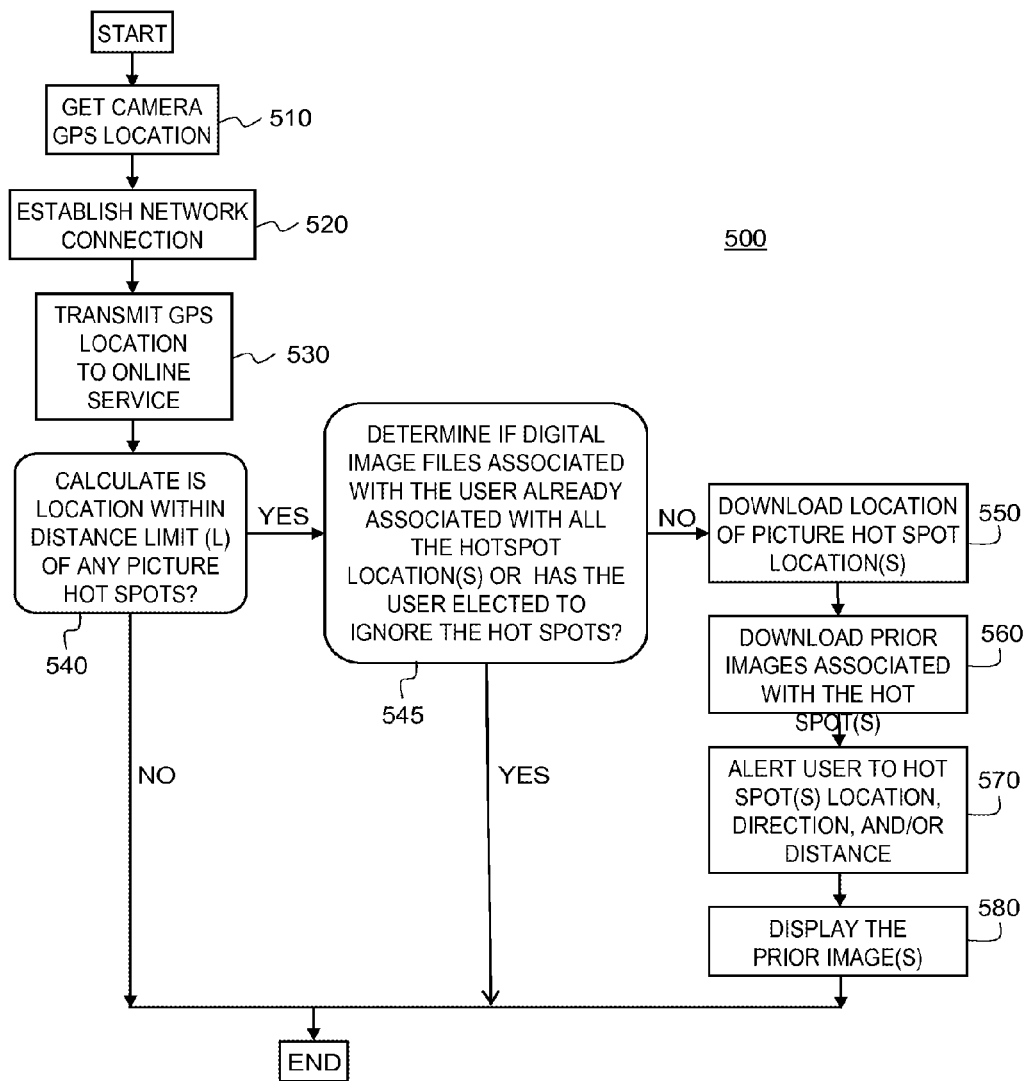 START
GET CAMERA
GPS LOCATION
510
ESTABLISH NETWORK
CONNECTION
520
500
TRANSMIT GPS
LOCATION
TO ONLINE
SERVICE
530
CALCULATE IS
LOCATION WITHIN
DISTANCE LIMIT (L)
OF ANY PICTURE
HOT SPOTS?
540
YES
NO
DETERMINE IF DIGITAL
IMAGE FILES ASSOCIATED
WITH THE USER ALREADY
ASSOCIATED WITH ALL
THE HOTSPOT
LOCATION(S) OR HAS THE
USER ELECTED TO
IGNORE THE HOT SPOTS?
545
NO
YES
DOWNLOAD LOCATION
OF PICTURE HOT SPOT
LOCATION(S)
550
DOWNLOAD PRIOR
IMAGES ASSOCIATED
WITH THE HOT
SPOT(S)
560
ALERT USER TO HOT
SPOT(S) LOCATION,
DIRECTION, AND/OR
DISTANCE
570
DISPLAY THE
PRIOR IMAGE(S)
580
END